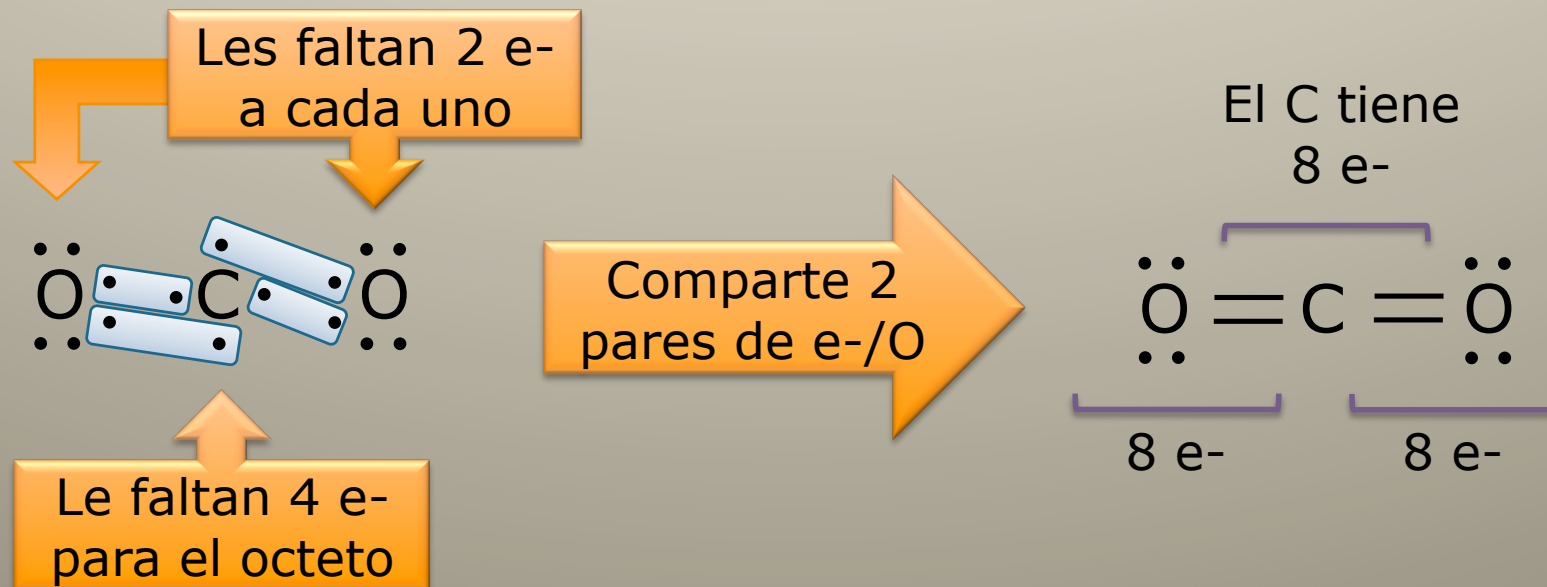 Les faltan 2 e-
a cada uno
El C tiene
8 e-
O C O
Comparte 2
pares de e-/O
O = C = O
8 e- 8 e-
Le faltan 4 e-
para el octeto